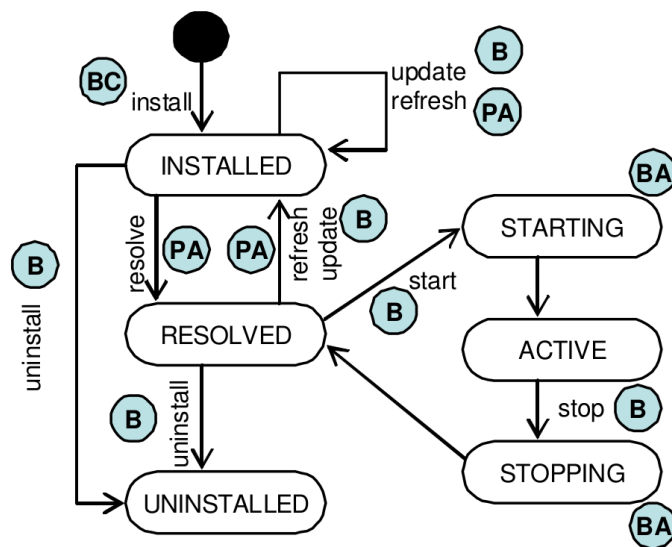 B
BC
update
refresh
PA
install
INSTALLED
BA
STARTING
B
resolve
PA
PA
refresh
update
B
uninstall
start
B
RESOLVED
ACTIVE
B
uninstall
stop
B
UNINSTALLED
STOPPING
BA